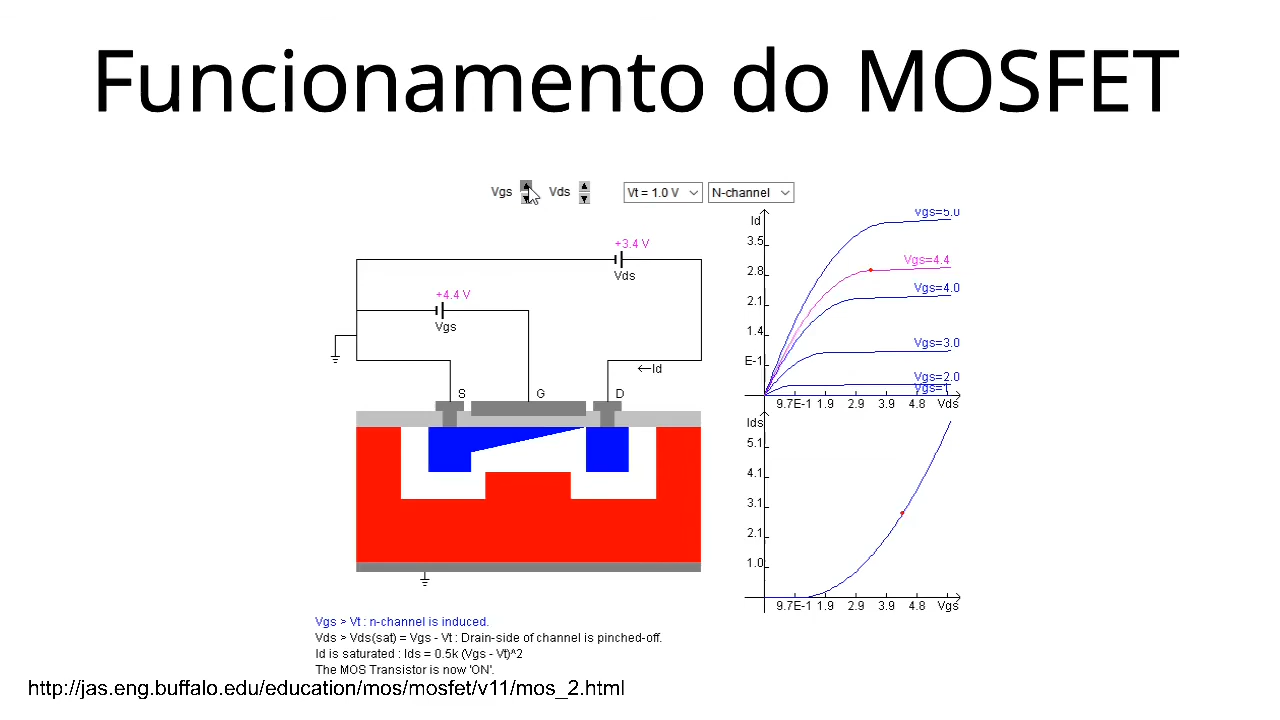 Funcionamento do MOSFET
Vgs Vds Vt = 1.0 V N-channel
+3.4 V
Vds
+4.4 V
Vgs
←Id
S G D
Id
3.5
2.8
2.1
1.4
E-1
Vgs=5.0
Vgs=4.4
Vgs=4.0
Vgs=3.0
Vgs=2.0
Vgs=1
9.7E-1 1.9 2.9 3.9 4.8 Vds
Ids
5.1
4.1
3.1
2.1
1.0
9.7E-1 1.9 2.9 3.9 4.8 Vgs
Vgs > Vt : n-channel is induced.
Vds > Vds(sat) = Vgs - Vt : Drain-side of channel is pinched-off.
Id is saturated : Ids = 0.5k (Vgs - Vt)^2
The MOS Transistor is now 'ON'.
http://jas.eng.buffalo.edu/education/mos/mosfet/v11/mos_2.html